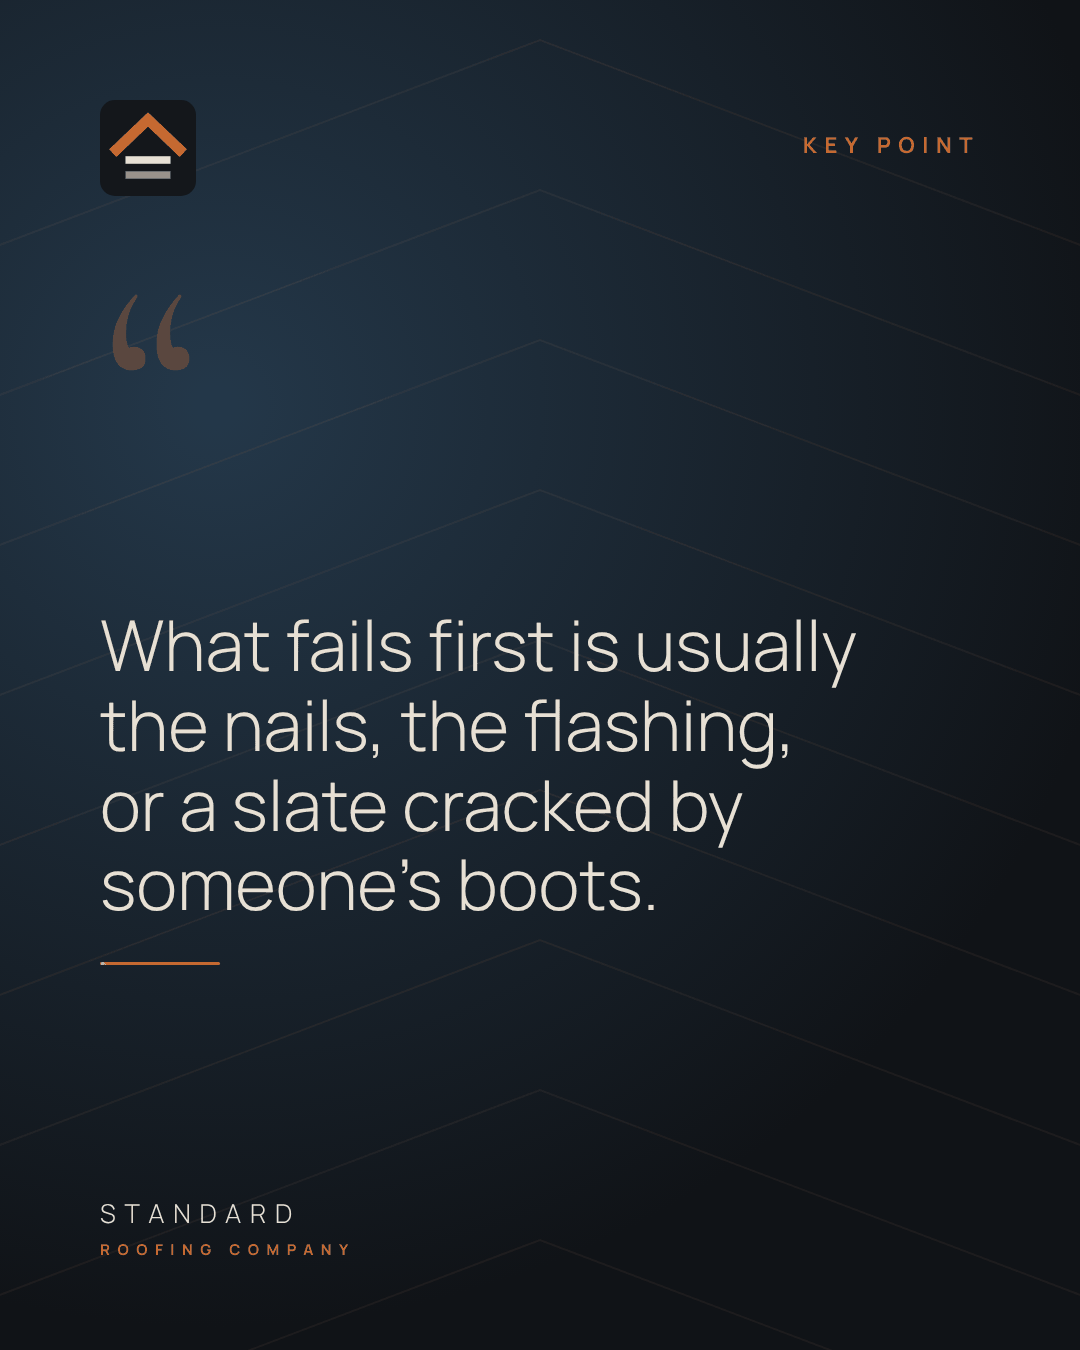 KEY POINT
“
What fails first is usually
the nails, the flashing,
or a slate cracked by
someone’s boots.
STANDARD
ROOFING COMPANY